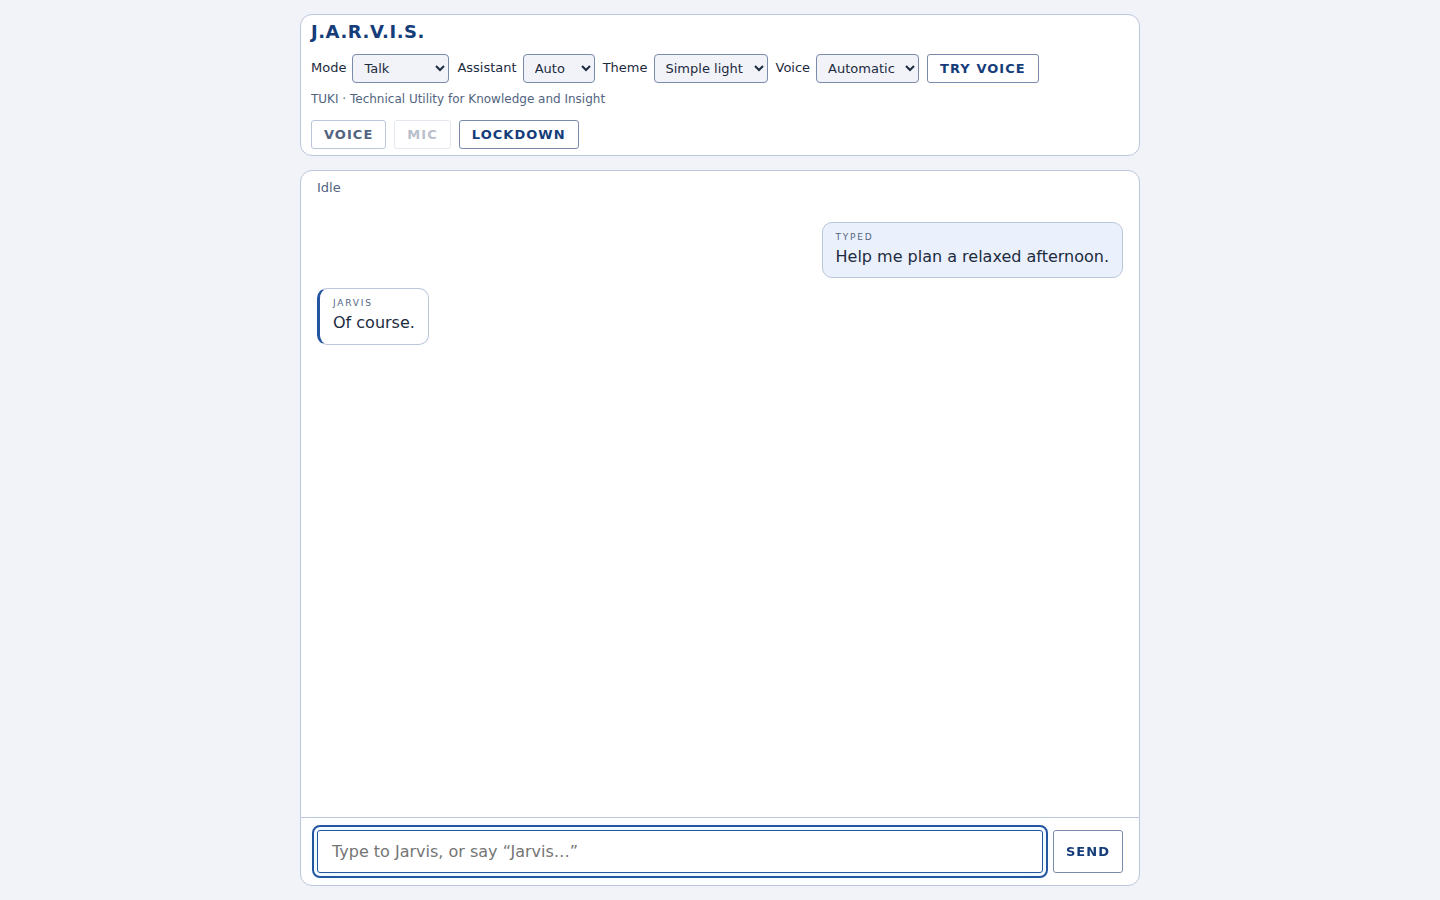 J.A.R.V.I.S.
Mode Talk Assistant Auto Theme Simple light Voice Automatic TRY VOICE
TUKI · Technical Utility for Knowledge and Insight
VOICE MIC LOCKDOWN
Idle
TYPED
Help me plan a relaxed afternoon.
JARVIS
Of course.
Type to Jarvis, or say “Jarvis…” SEND